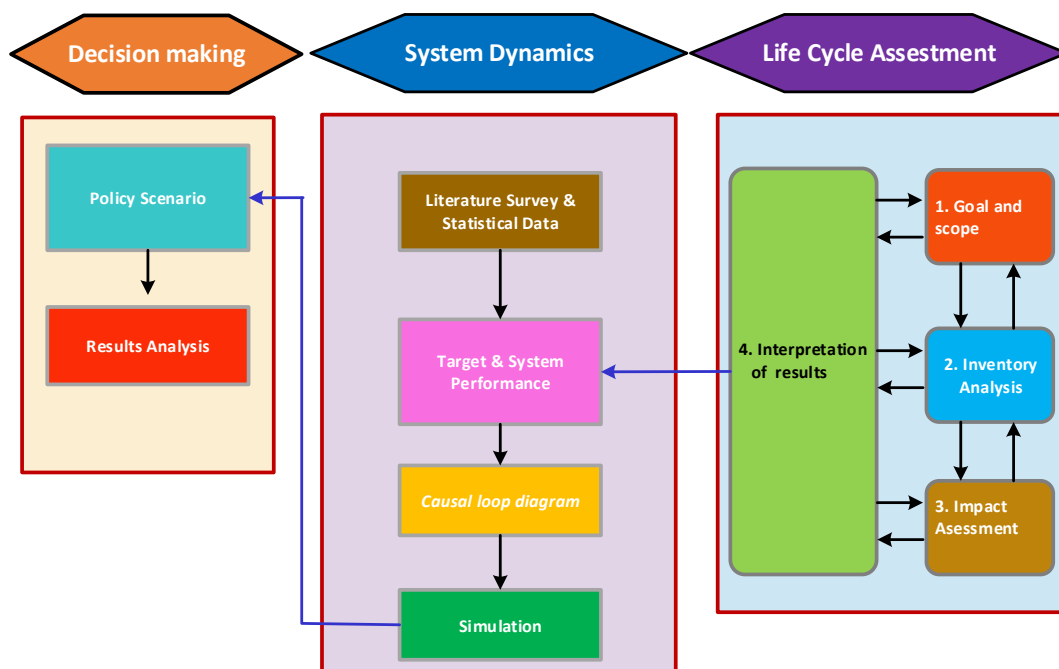 Decision making
System Dynamics
Life Cycle Assestment
Policy Scenario
Results Analysis
Literature Survey &
Statistical Data
Target & System
Performance
Causal loop diagram
Simulation
4. Interpretation
of results
1. Goal and
scope
2. Inventory
Analysis
3. Impact
Asessment